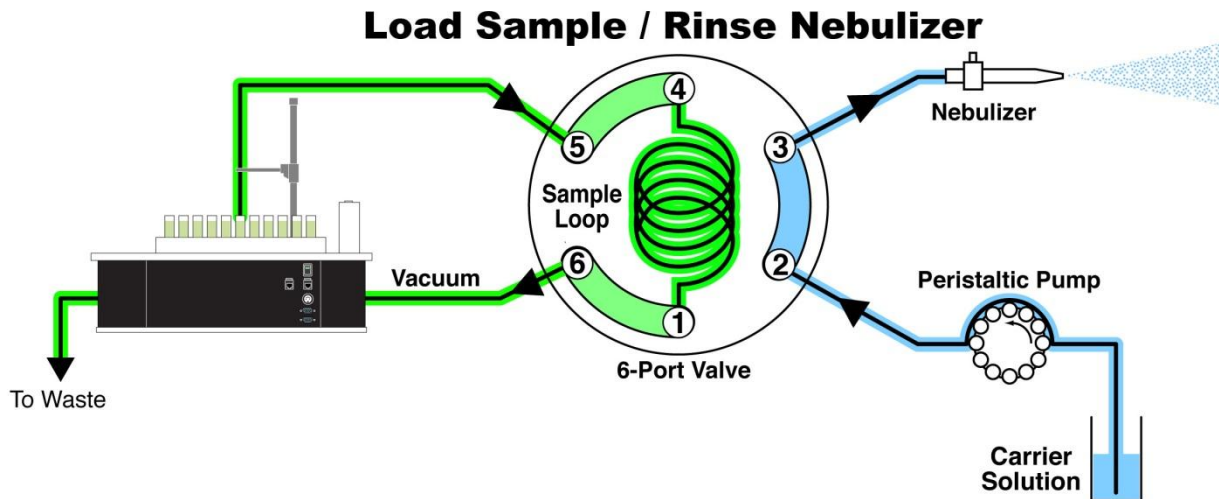 Load Sample / Rinse Nebulizer
4
5
3
Nebulizer
Sample
Loop
6
2
Vacuum
1
Peristaltic Pump
6-Port Valve
To Waste
Carrier
Solution